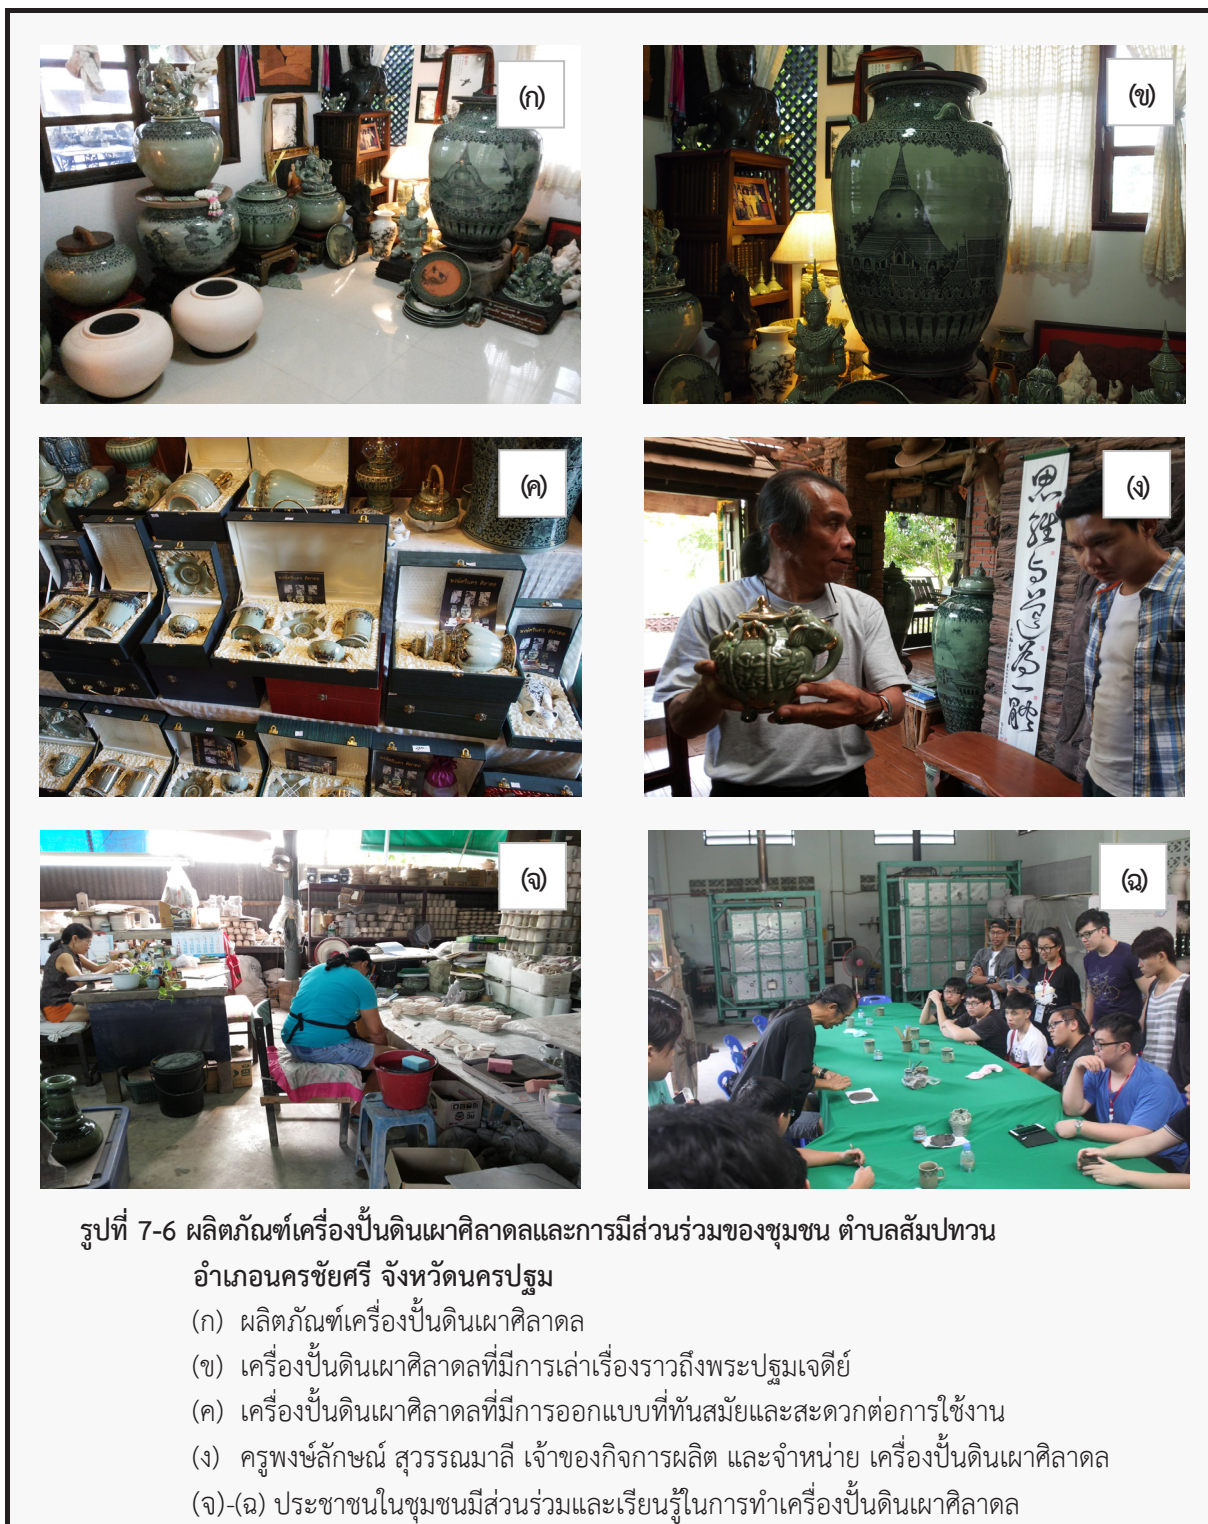 (ก)
(ข)
(ค)
(ง)
思維与心為一體
(จ)
(ฉ)
รูปที่ 7-6 ผลิตภัณฑ์เครื่องปั้นดินเผาศิลาดลและการมีส่วนร่วมของชุมชน ตำบลสัมปทวน
อำเภอนครชัยศรี จังหวัดนครปฐม
(ก) ผลิตภัณฑ์เครื่องปั้นดินเผาศิลาดล
(ข) เครื่องปั้นดินเผาศิลาดลที่มีการเล่าเรื่องราวถึงพระปฐมเจดีย์
(ค) เครื่องปั้นดินเผาศิลาดลที่มีการออกแบบที่ทันสมัยและสะดวกต่อการใช้งาน
(ง) ครูพงษ์ลักษณ์ สุวรรณมาลี เจ้าของกิจการผลิต และจำหน่าย เครื่องปั้นดินเผาศิลาดล
(จ)-(ฉ) ประชาชนในชุมชนมีส่วนร่วมและเรียนรู้ในการทำเครื่องปั้นดินเผาศิลาดล